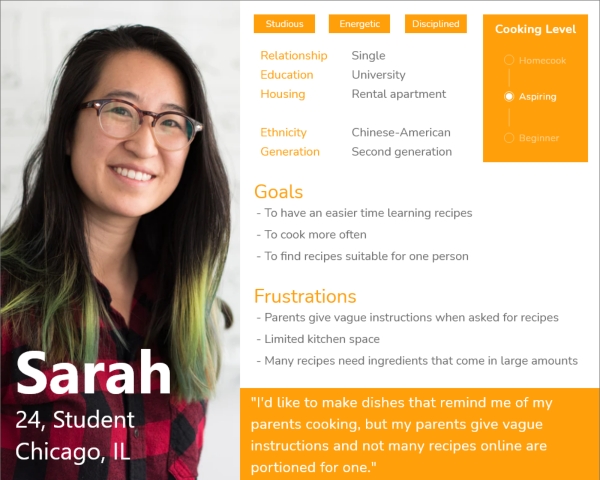 Studious Energetic Disciplined
Cooking Level
Relationship Single
Education University
Housing Rental apartment
Ethnicity Chinese-American
Generation Second generation
Homecook
Aspiring
Beginner
Goals
- To have an easier time learning recipes
- To cook more often
- To find recipes suitable for one person
Frustrations
- Parents give vague instructions when asked for recipes
- Limited kitchen space
- Many recipes need ingredients that come in large amounts
Sarah
24, Student
Chicago, IL
"I'd like to make dishes that remind me of my
parents cooking, but my parents give vague
instructions and not many recipes online are
portioned for one."